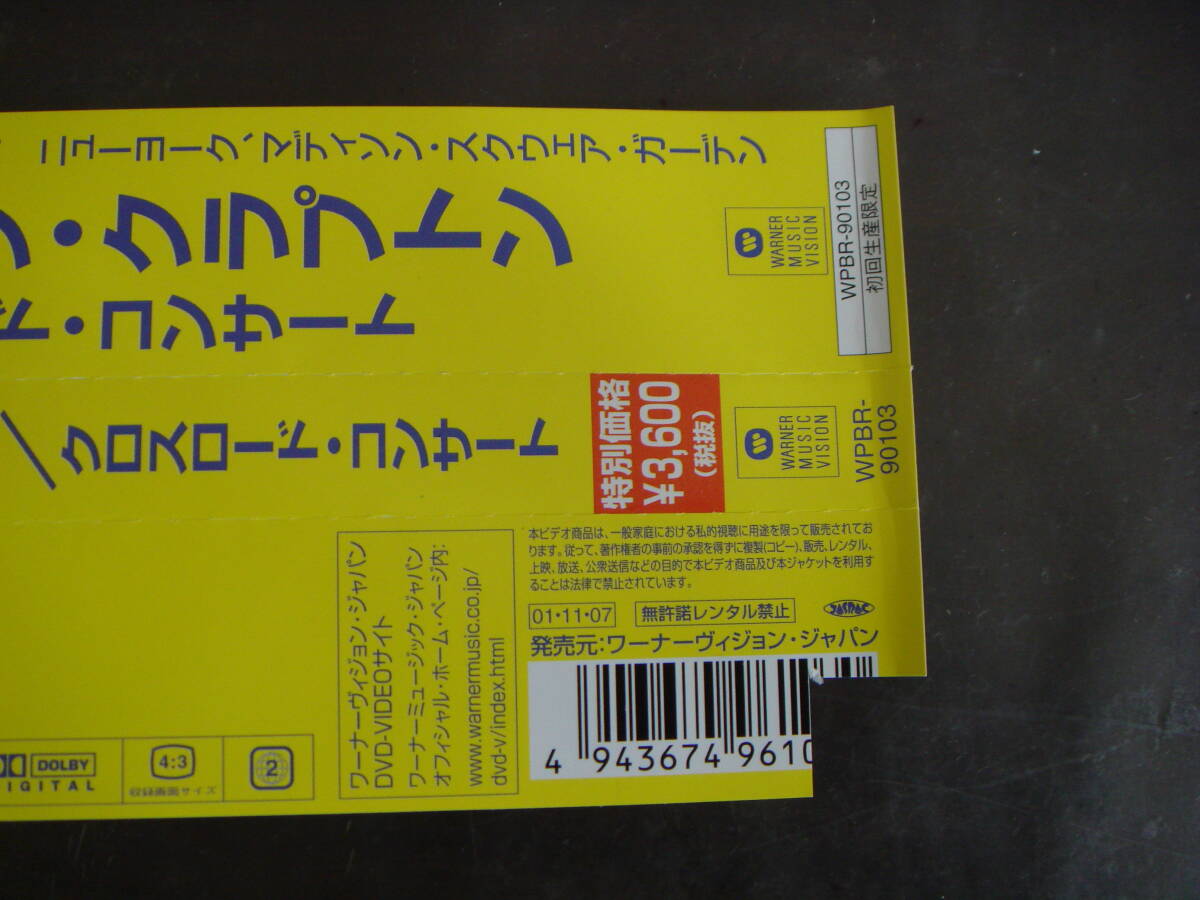 ニューヨーク、マディソン・スクウェア・ガーデン
ン・クラプトン
ド・コンサート
WARNER
MUSIC
VISION
WPBR-90103
初回生産限定
／クロスロード・コンサート
特別価格
¥3,600
(税抜)
WARNER
MUSIC
VISION
WPBR-
90103
ワーナーヴィジョン・ジャパン
DVD-VIDEOサイト
ワーナーミュージック・ジャパン
オフィシャル・ホーム・ページ内:
www.warnermusic.co.jp/
dvd-v/index.html
本ビデオ商品は、一般家庭における私的視聴に用途を限って販売されてお
ります。従って、著作権者の事前の承認を得ずに複製(コピー)、販売、レンタル、
上映、放送、公衆送信などの目的で本ビデオ商品及び本ジャケットを利用す
ることは法律で禁止されています。
01・11・07
無許諾レンタル禁止
JASRAC
発売元:ワーナーヴィジョン・ジャパン
4 943674 9610
DOLBY
DIGITAL
4:3
収録画面サイズ
2